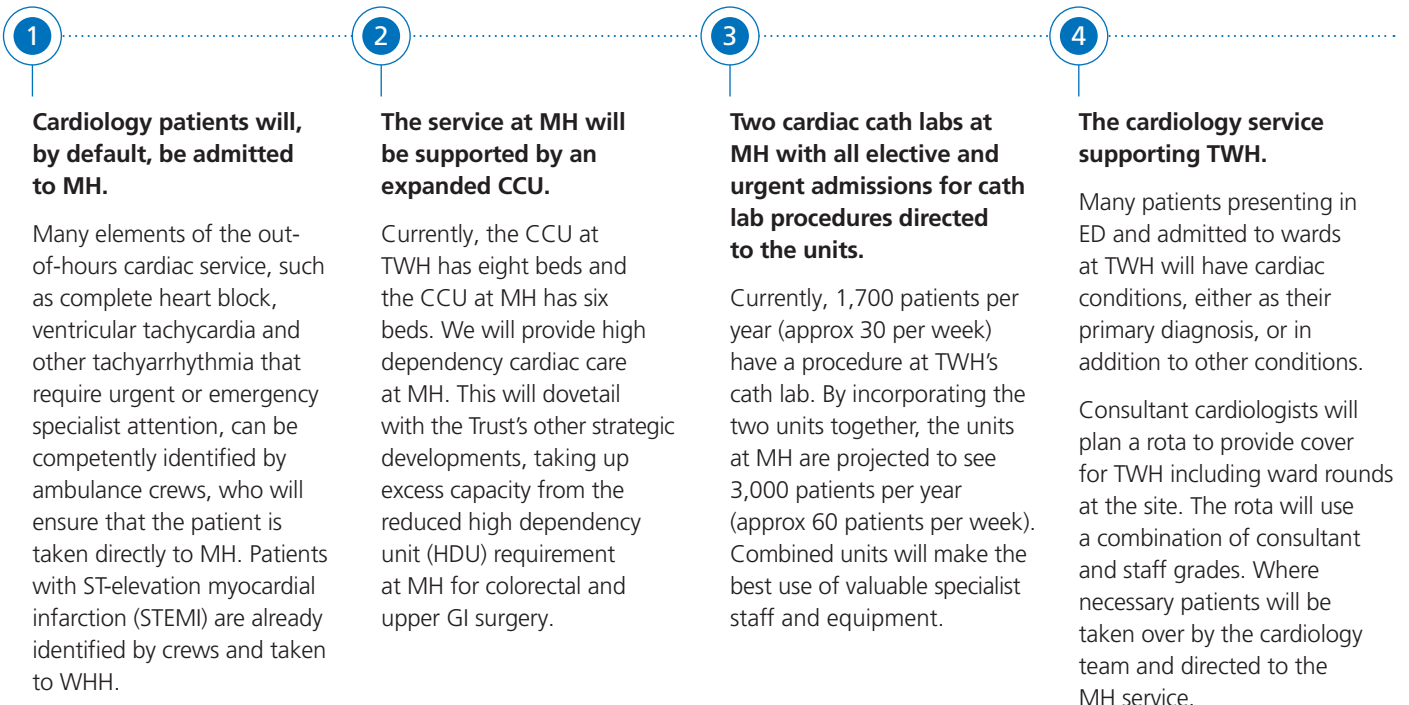 1
Cardiology patients will,
by default, be admitted
to MH.
Many elements of the out-
of-hours cardiac service, such
as complete heart block,
ventricular tachycardia and
other tachyarrhythmia that
require urgent or emergency
specialist attention, can be
competently identified by
ambulance crews, who will
ensure that the patient is
taken directly to MH. Patients
with ST-elevation myocardial
infarction (STEMI) are already
identified by crews and taken
to WHH.
2
The service at MH will
be supported by an
expanded CCU.
Currently, the CCU at
TWH has eight beds and
the CCU at MH has six
beds. We will provide high
dependency cardiac care
at MH. This will dovetail
with the Trust's other strategic
developments, taking up
excess capacity from the
reduced high dependency
unit (HDU) requirement
at MH for colorectal and
upper GI surgery.
3
Two cardiac cath labs at
MH with all elective and
urgent admissions for cath
lab procedures directed
to the units.
Currently, 1,700 patients per
year (approx 30 per week)
have a procedure at TWH's
cath lab. By incorporating the
two units together, the units
at MH are projected to see
3,000 patients per year
(approx 60 patients per week).
Combined units will make the
best use of valuable specialist
staff and equipment.
4
The cardiology service
supporting TWH.
Many patients presenting in
ED and admitted to wards
at TWH will have cardiac
conditions, either as their
primary diagnosis, or in
addition to other conditions.
Consultant cardiologists will
plan a rota to provide cover
for TWH including ward rounds
at the site. The rota will use
a combination of consultant
and staff grades. Where
necessary patients will be
taken over by the cardiology
team and directed to the
MH service.